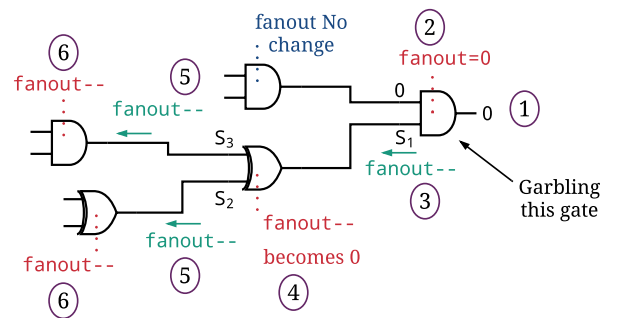 fanout No
change
2
fanout=0
6
fanout--
5
fanout--
0
0
1
S3
S1
fanout--
S2
3
Garbling
this gate
fanout--
fanout--
becomes 0
fanout--
5
4
6